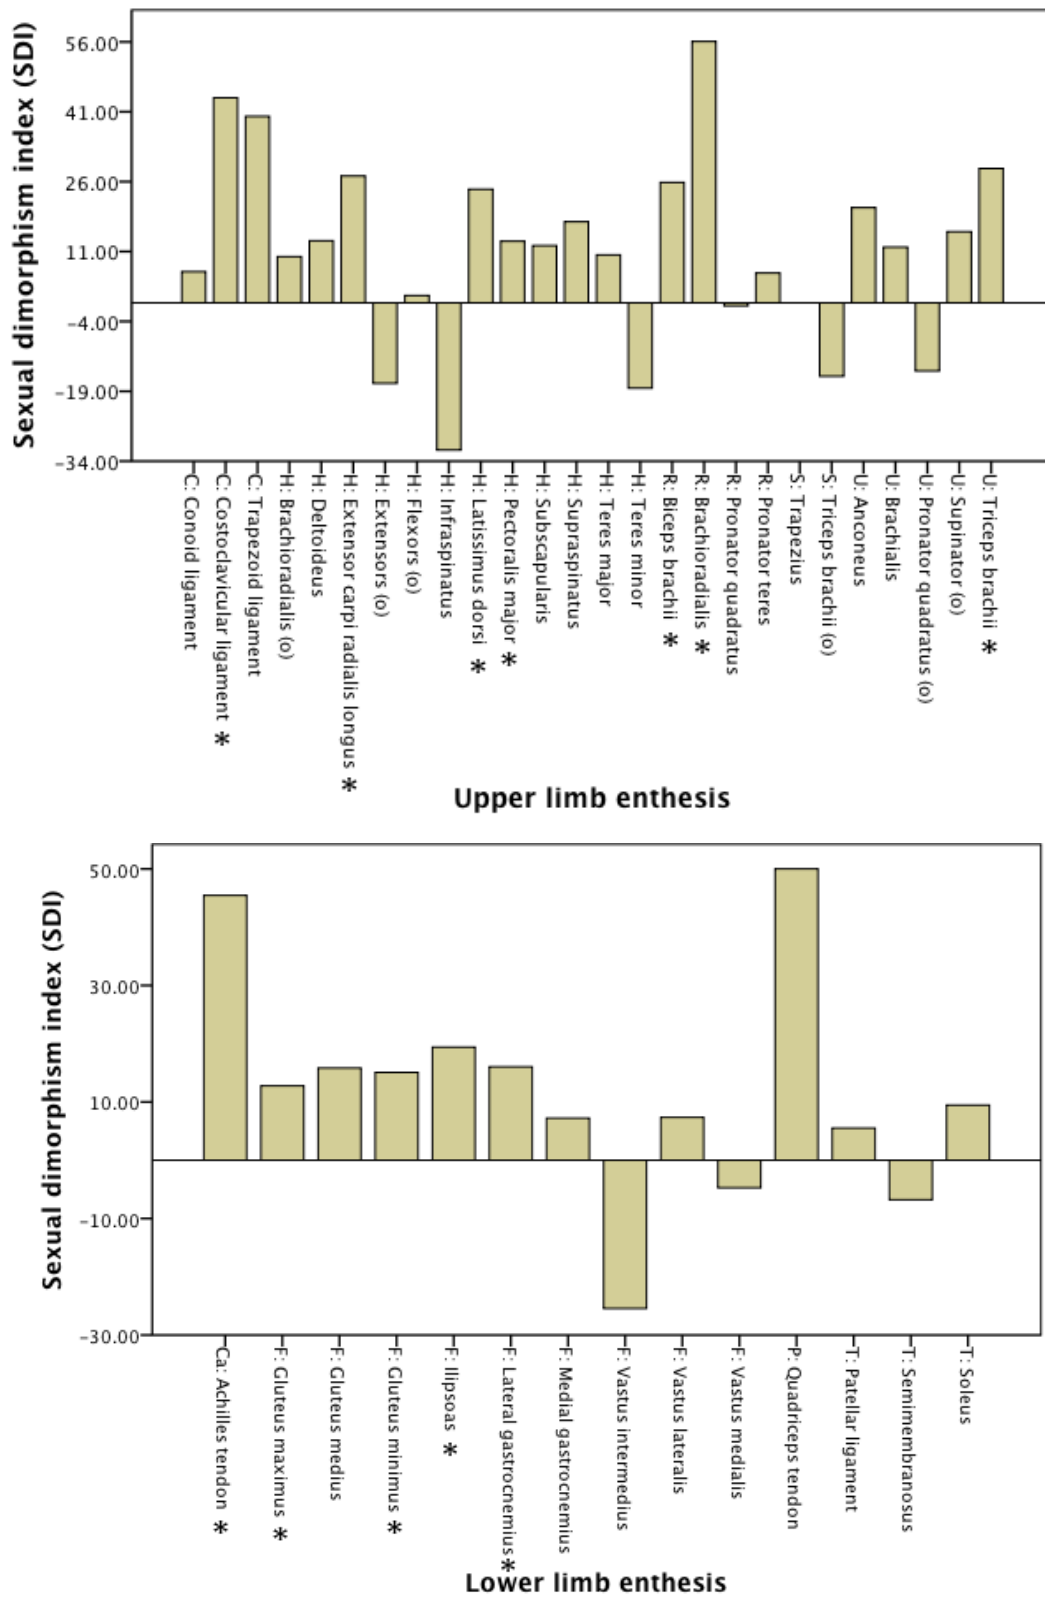 Sexual dimorphism index (SDI)
56.00
41.00
26.00
11.00
-4.00
-19.00
-34.00
C: Conoid ligament
C: Costoclavicular ligament *
C: Trapezoid ligament
H: Brachioradialis (o)
H: Deltoideus
H: Extensor carpi radialis longus *
H: Extensors (o)
H: Flexors (o)
H: Infraspinatus
H: Latissimus dorsi *
H: Pectoralis major *
H: Subscapularis
H: Supraspinatus
H: Teres major
H: Teres minor
R: Biceps brachii *
R: Brachioradialis *
R: Pronator quadratus
R: Pronator teres
S: Trapezius
S: Triceps brachii (o)
U: Anconeus
U: Brachialis
U: Pronator quadratus (o)
U: Supinator (o)
U: Triceps brachii *
Upper limb enthesis
Sexual dimorphism index (SDI)
50.00
30.00
10.00
-10.00
-30.00
Ca: Achilles tendon *
F: Gluteus maximus *
F: Gluteus medius
F: Gluteus minimus *
F: Ilipsoas *
F: Lateral gastrocnemius *
F: Medial gastrocnemius
F: Vastus intermedius
F: Vastus lateralis
F: Vastus medialis
P: Quadriceps tendon
T: Patellar ligament
T: Semimembranosus
T: Soleus
Lower limb enthesis